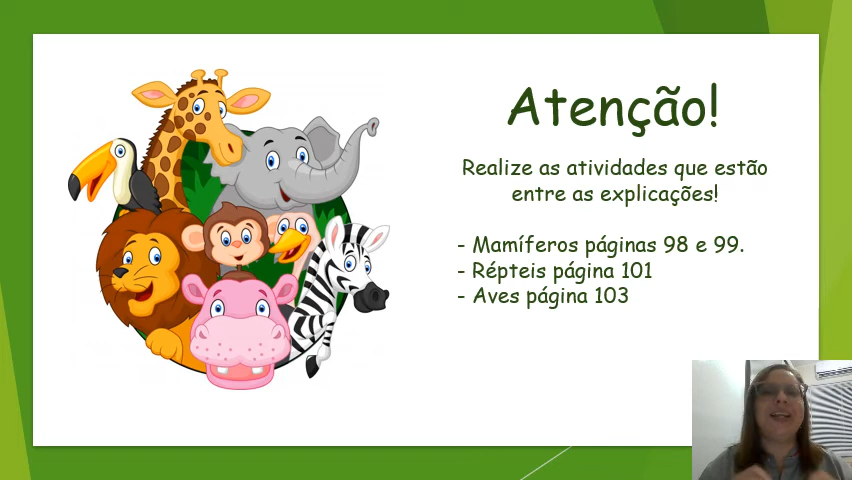 Atenção!
Realize as atividades que estão
entre as explicações!
- Mamíferos páginas 98 e 99.
- Répteis página 101
- Aves página 103